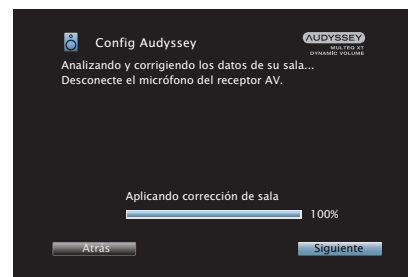 Config Audyssey
AUDYSSEY
MULTEQ XT
DYNAMIC VOLUME
Analizando y corrigiendo los datos de su sala...
Desconecte el micrófono del receptor AV.
Aplicando corrección de sala
100%
Atrás
Siguiente